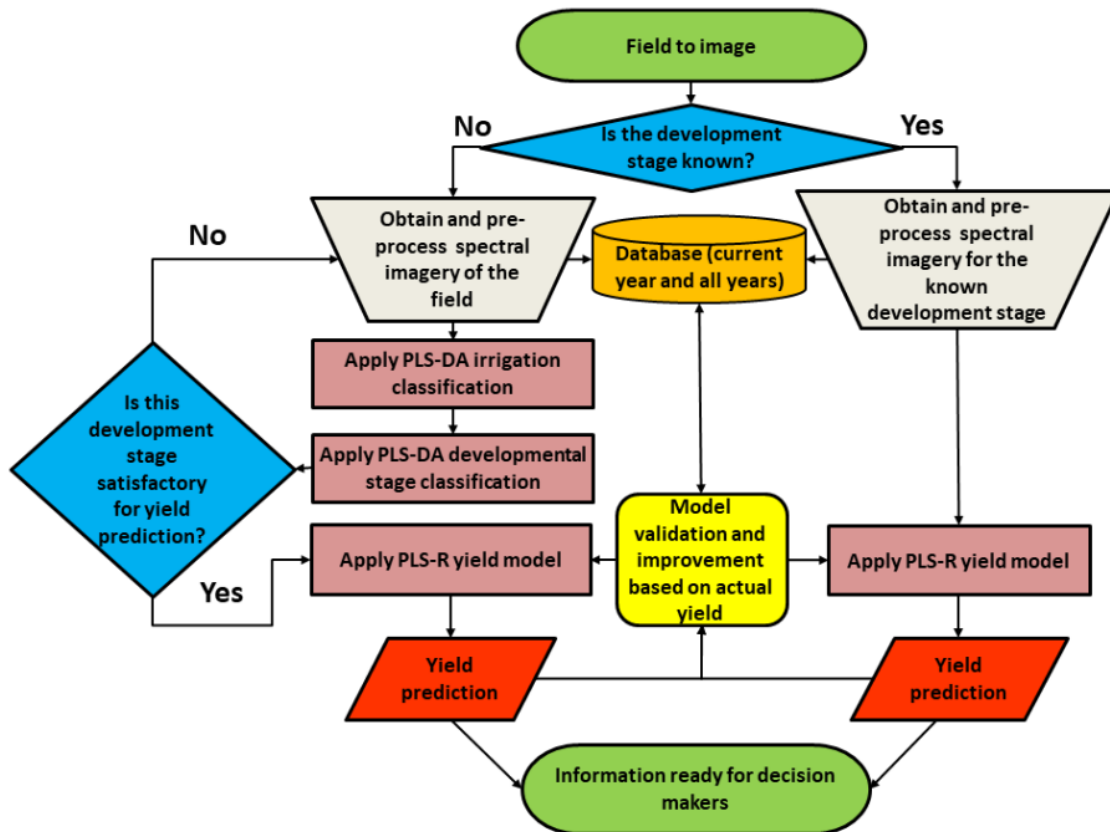 Field to image
No
Yes
Is the development
stage known?
Obtain and pre-
process spectral
imagery of the
field
Database (current
year and all years)
Obtain and pre-
process spectral
imagery for the
known
development stage
No
Apply PLS-DA irrigation
classification
Is this
development
stage
satisfactory
for yield
prediction?
Apply PLS-DA developmental
stage classification
Yes
Apply PLS-R yield model
Model
validation and
improvement
based on actual
yield
Apply PLS-R yield model
Yield
prediction
Yield
prediction
Information ready for decision
makers